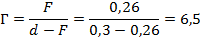 Γ = F / (d − F) = 0,26 / (0,3 − 0,26) = 6,5